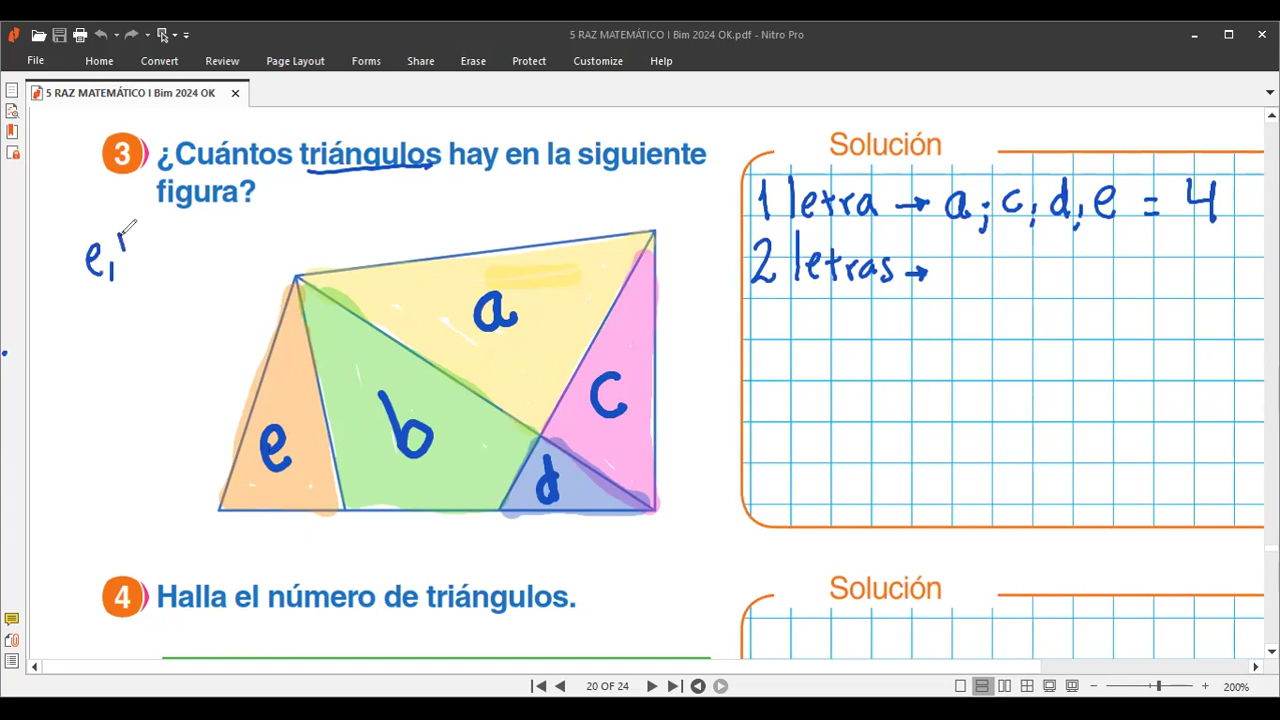 5 RAZ MATEMÁTICO I Bim 2024 OK.pdf - Nitro Pro
File Home Convert Review Page Layout Forms Share Erase Protect Customize Help
5 RAZ MATEMÁTICO I Bim 2024 OK
3 ¿Cuántos triángulos hay en la siguiente
figura?
e,
a
b
c
d
e
Solución
1 letra → a; c; d, e = 4
2 letras →
4 Halla el número de triángulos.
Solución
20 OF 24
200%